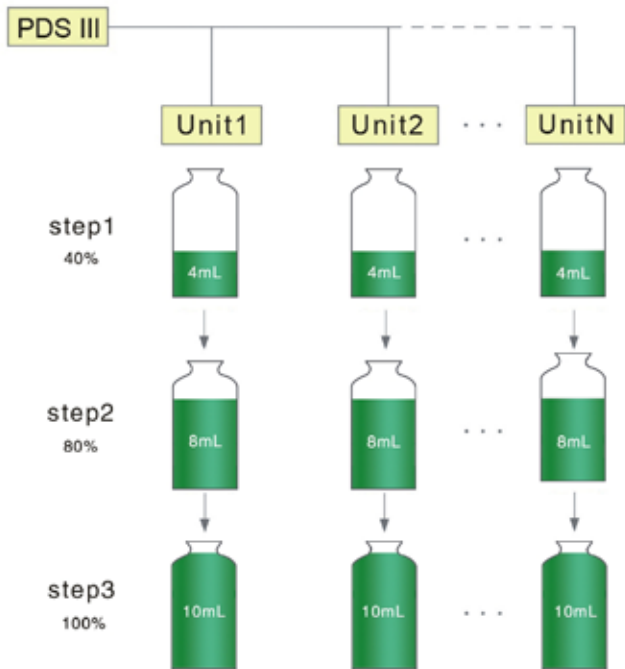 PDS III
Unit1 Unit2 ... UnitN
step1
40%
4mL 4mL ... 4mL
step2
80%
8mL 8mL ... 8mL
step3
100%
10mL 10mL ... 10mL